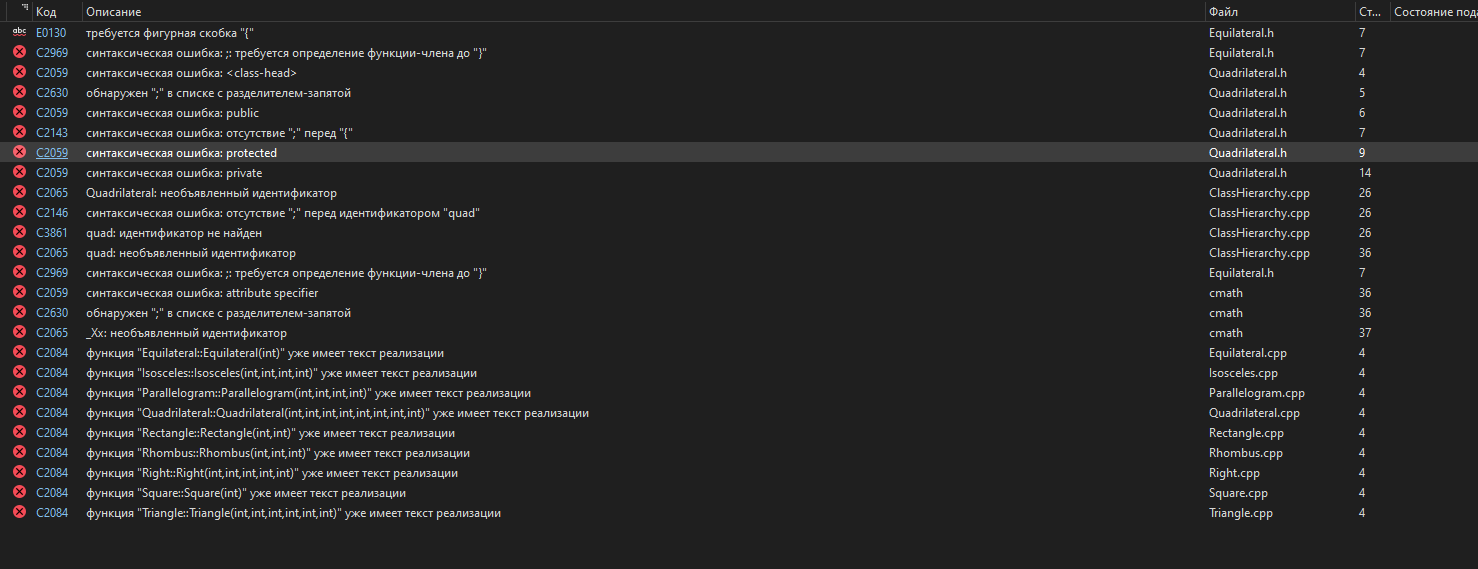 Код Описание Файл Ст... Состояние пода
abc E0130 требуется фигурная скобка "{" Equilateral.h 7
C2969 синтаксическая ошибка: ;: требуется определение функции-члена до "}" Equilateral.h 7
C2059 синтаксическая ошибка: <class-head> Quadrilateral.h 4
C2630 обнаружен ";" в списке с разделителем-запятой Quadrilateral.h 5
C2059 синтаксическая ошибка: public Quadrilateral.h 6
C2143 синтаксическая ошибка: отсутствие ";" перед "{" Quadrilateral.h 7
C2059 синтаксическая ошибка: protected Quadrilateral.h 9
C2059 синтаксическая ошибка: private Quadrilateral.h 14
C2065 Quadrilateral: необъявленный идентификатор ClassHierarchy.cpp 26
C2146 синтаксическая ошибка: отсутствие ";" перед идентификатором "quad" ClassHierarchy.cpp 26
C3861 quad: идентификатор не найден ClassHierarchy.cpp 26
C2065 quad: необъявленный идентификатор ClassHierarchy.cpp 36
C2969 синтаксическая ошибка: ;: требуется определение функции-члена до "}" Equilateral.h 7
C2059 синтаксическая ошибка: attribute specifier cmath 36
C2630 обнаружен ";" в списке с разделителем-запятой cmath 36
C2065 _Xx: необъявленный идентификатор cmath 37
C2084 функция "Equilateral::Equilateral(int)" уже имеет текст реализации Equilateral.cpp 4
C2084 функция "Isosceles::Isosceles(int,int,int,int)" уже имеет текст реализации Isosceles.cpp 4
C2084 функция "Parallelogram::Parallelogram(int,int,int,int)" уже имеет текст реализации Parallelogram.cpp 4
C2084 функция "Quadrilateral::Quadrilateral(int,int,int,int,int,int,int,int)" уже имеет текст реализации Quadrilateral.cpp 4
C2084 функция "Rectangle::Rectangle(int,int)" уже имеет текст реализации Rectangle.cpp 4
C2084 функция "Rhombus::Rhombus(int,int,int)" уже имеет текст реализации Rhombus.cpp 4
C2084 функция "Right::Right(int,int,int,int,int)" уже имеет текст реализации Right.cpp 4
C2084 функция "Square::Square(int)" уже имеет текст реализации Square.cpp 4
C2084 функция "Triangle::Triangle(int,int,int,int,int,int)" уже имеет текст реализации Triangle.cpp 4